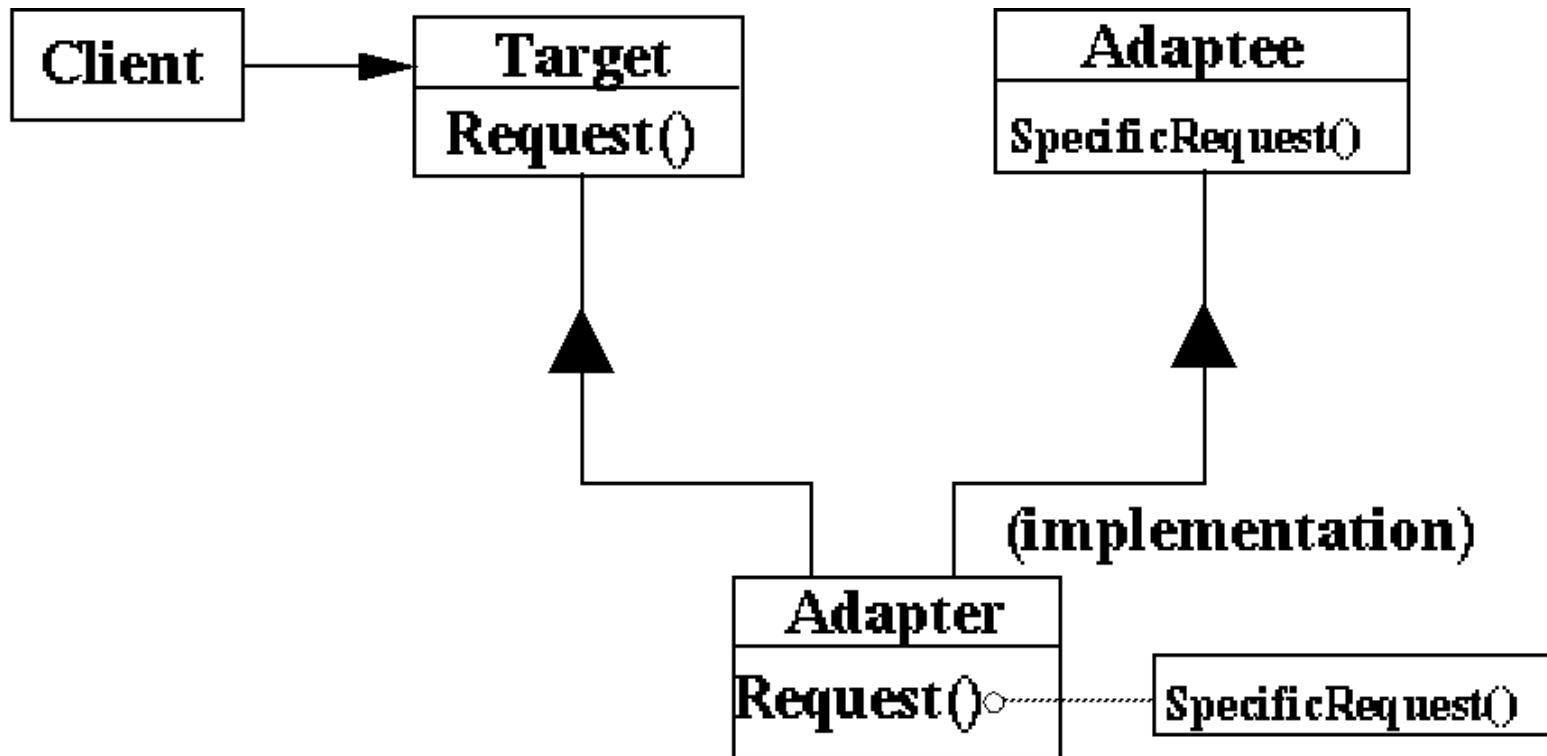 Client
Target
Request()
Adaptee
SpecificRequest()
(implementation)
Adapter
Request()
SpecificRequest()